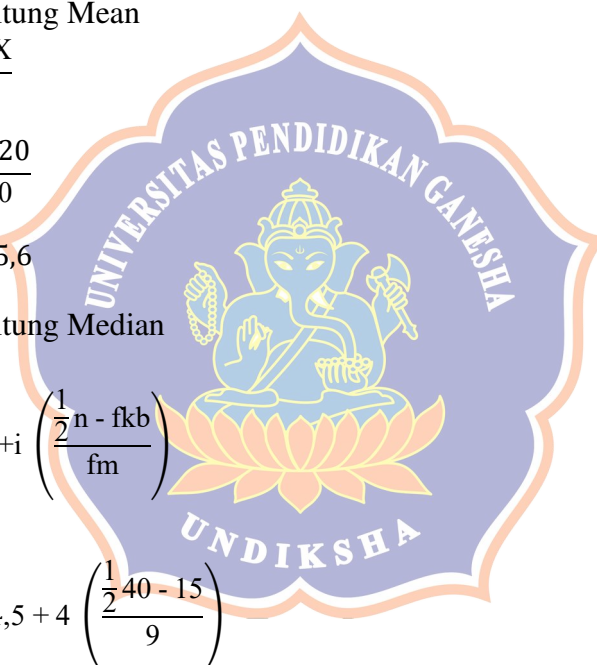 tung Mean
X
20
0
5,6
tung Median
+i (1/2 n - fkb / fm)
,5 + 4 (1/2 40 - 15 / 9)
UNIVERSITAS PENDIDIKAN GANESHA
UNDIKSHA